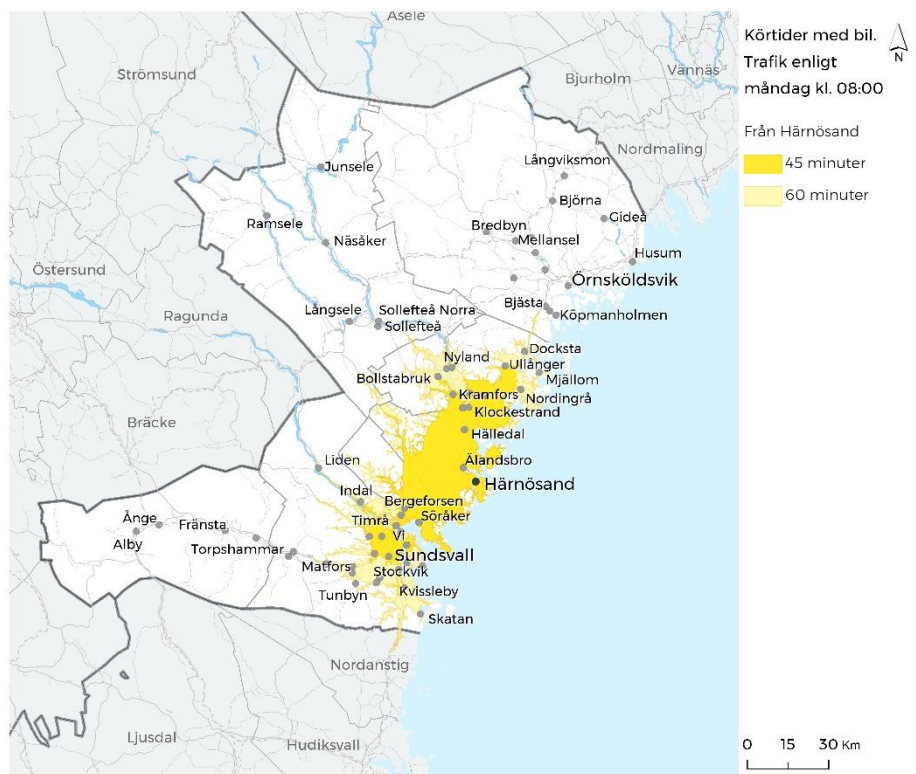 Åsele
Körtider med bil.
Trafik enligt
måndag kl. 08:00
N
Från Härnösand
45 minuter
60 minuter
Strömsund
Bjurholm
Vännäs
Nordmaling
Långviksmon
Junsele
Björna
Gideå
Ramsele
Bredbyn
Mellansel
Näsåker
Husum
Östersund
Örnsköldsvik
Ragunda
Långsele
Sollefteå Norra
Sollefteå
Bjästa
Köpmanholmen
Docksta
Nyland
Ullånger
Bollstabruk
Mjällom
Kramfors
Nordingrå
Klockestrand
Bräcke
Hälledal
Liden
Älandsbro
Härnösand
Indal
Bergeforsen
Ånge
Fränsta
Timrå
Söråker
Alby
Vi
Torpshammar
Sundsvall
Matfors
Stockvik
Tunbyn
Kvissleby
Skatan
Nordanstig
Ljusdal
Hudiksvall
0 15 30 Km